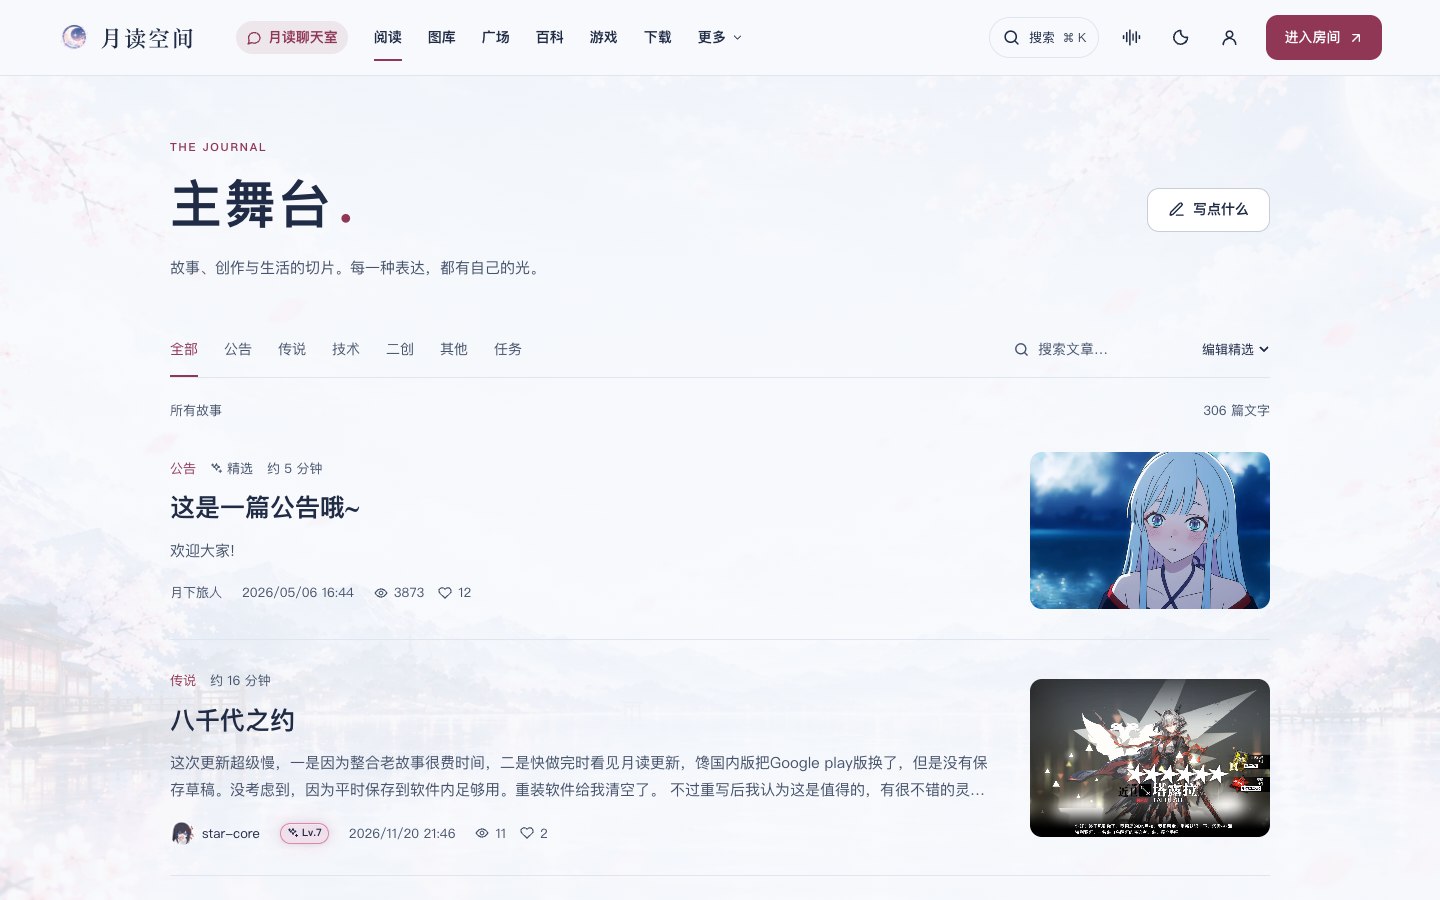 月读空间
月读聊天室
阅读
图库
广场
百科
游戏
下载
更多
搜索 ⌘ K
进入房间
THE JOURNAL
主舞台.
写点什么
故事、创作与生活的切片。每一种表达，都有自己的光。
全部
公告
传说
技术
二创
其他
任务
搜索文章...
编辑精选
所有故事
306 篇文字
公告 精选 约 5 分钟
这是一篇公告哦~
欢迎大家!
月下旅人 2026/05/06 16:44 3873 12
传说 约 16 分钟
八千代之约
这次更新超级慢，一是因为整合老故事很费时间，二是快做完时看见月读更新，馋国内版把Google play版换了，但是没有保
存草稿。没考虑到，因为平时保存到软件内足够用。重装软件给我清空了。 不过重写后我认为这是值得的，有很不错的灵...
star-core Lv.7 2026/11/20 21:46 11 2
塔露拉